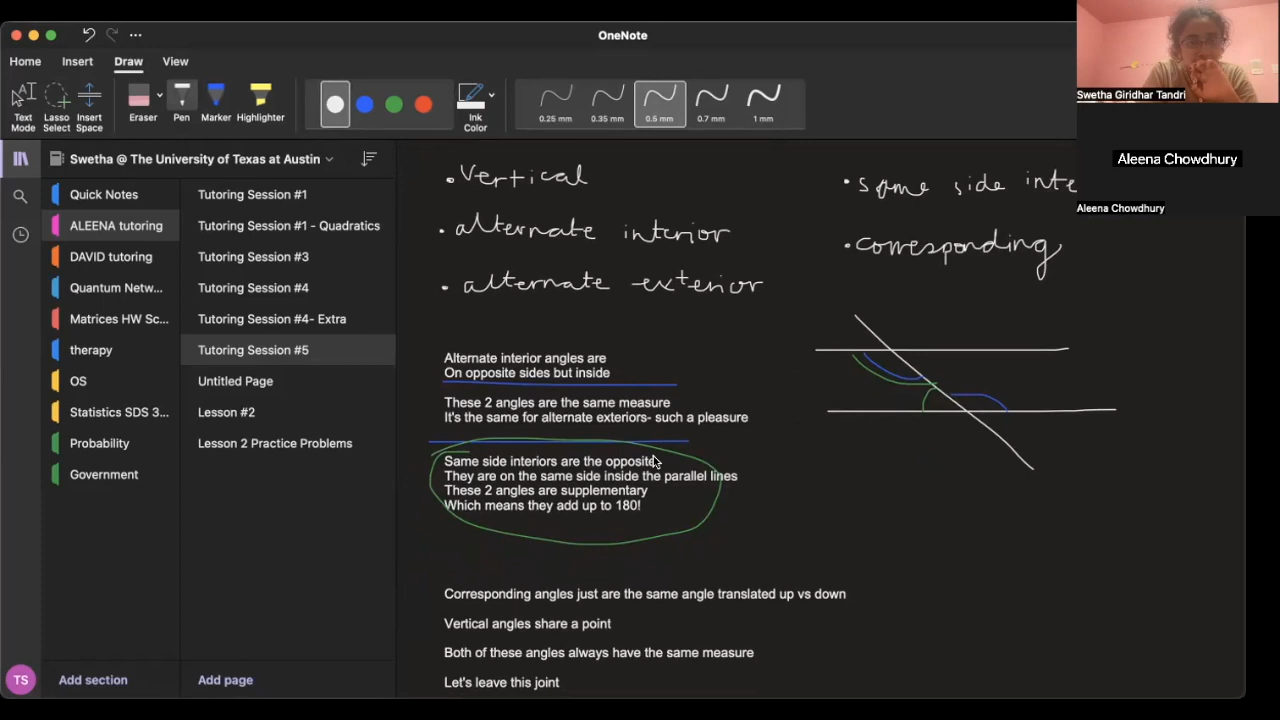 OneNote
Home Insert Draw View
Text Mode
Lasso Select
Insert Space
Eraser
Pen
Marker
Highlighter
Ink Color
0.25 mm
0.35 mm
0.5 mm
0.7 mm
1 mm
Swetha Giridhar Tandri
Aleena Chowdhury
Aleena Chowdhury
Swetha @ The University of Texas at Austin
Quick Notes
ALEENA tutoring
DAVID tutoring
Quantum Netw...
Matrices HW Sc...
therapy
OS
Statistics SDS 3...
Probability
Government
Tutoring Session #1
Tutoring Session #1 - Quadratics
Tutoring Session #3
Tutoring Session #4
Tutoring Session #4- Extra
Tutoring Session #5
Untitled Page
Lesson #2
Lesson 2 Practice Problems
TS
Add section
Add page
• Vertical
• alternate interior
• alternate exterior
• same side inte
• corresponding
Alternate interior angles are
On opposite sides but inside
These 2 angles are the same measure
It's the same for alternate exteriors- such a pleasure
Same side interiors are the opposite
They are on the same side inside the parallel lines
These 2 angles are supplementary
Which means they add up to 180!
Corresponding angles just are the same angle translated up vs down
Vertical angles share a point
Both of these angles always have the same measure
Let's leave this joint